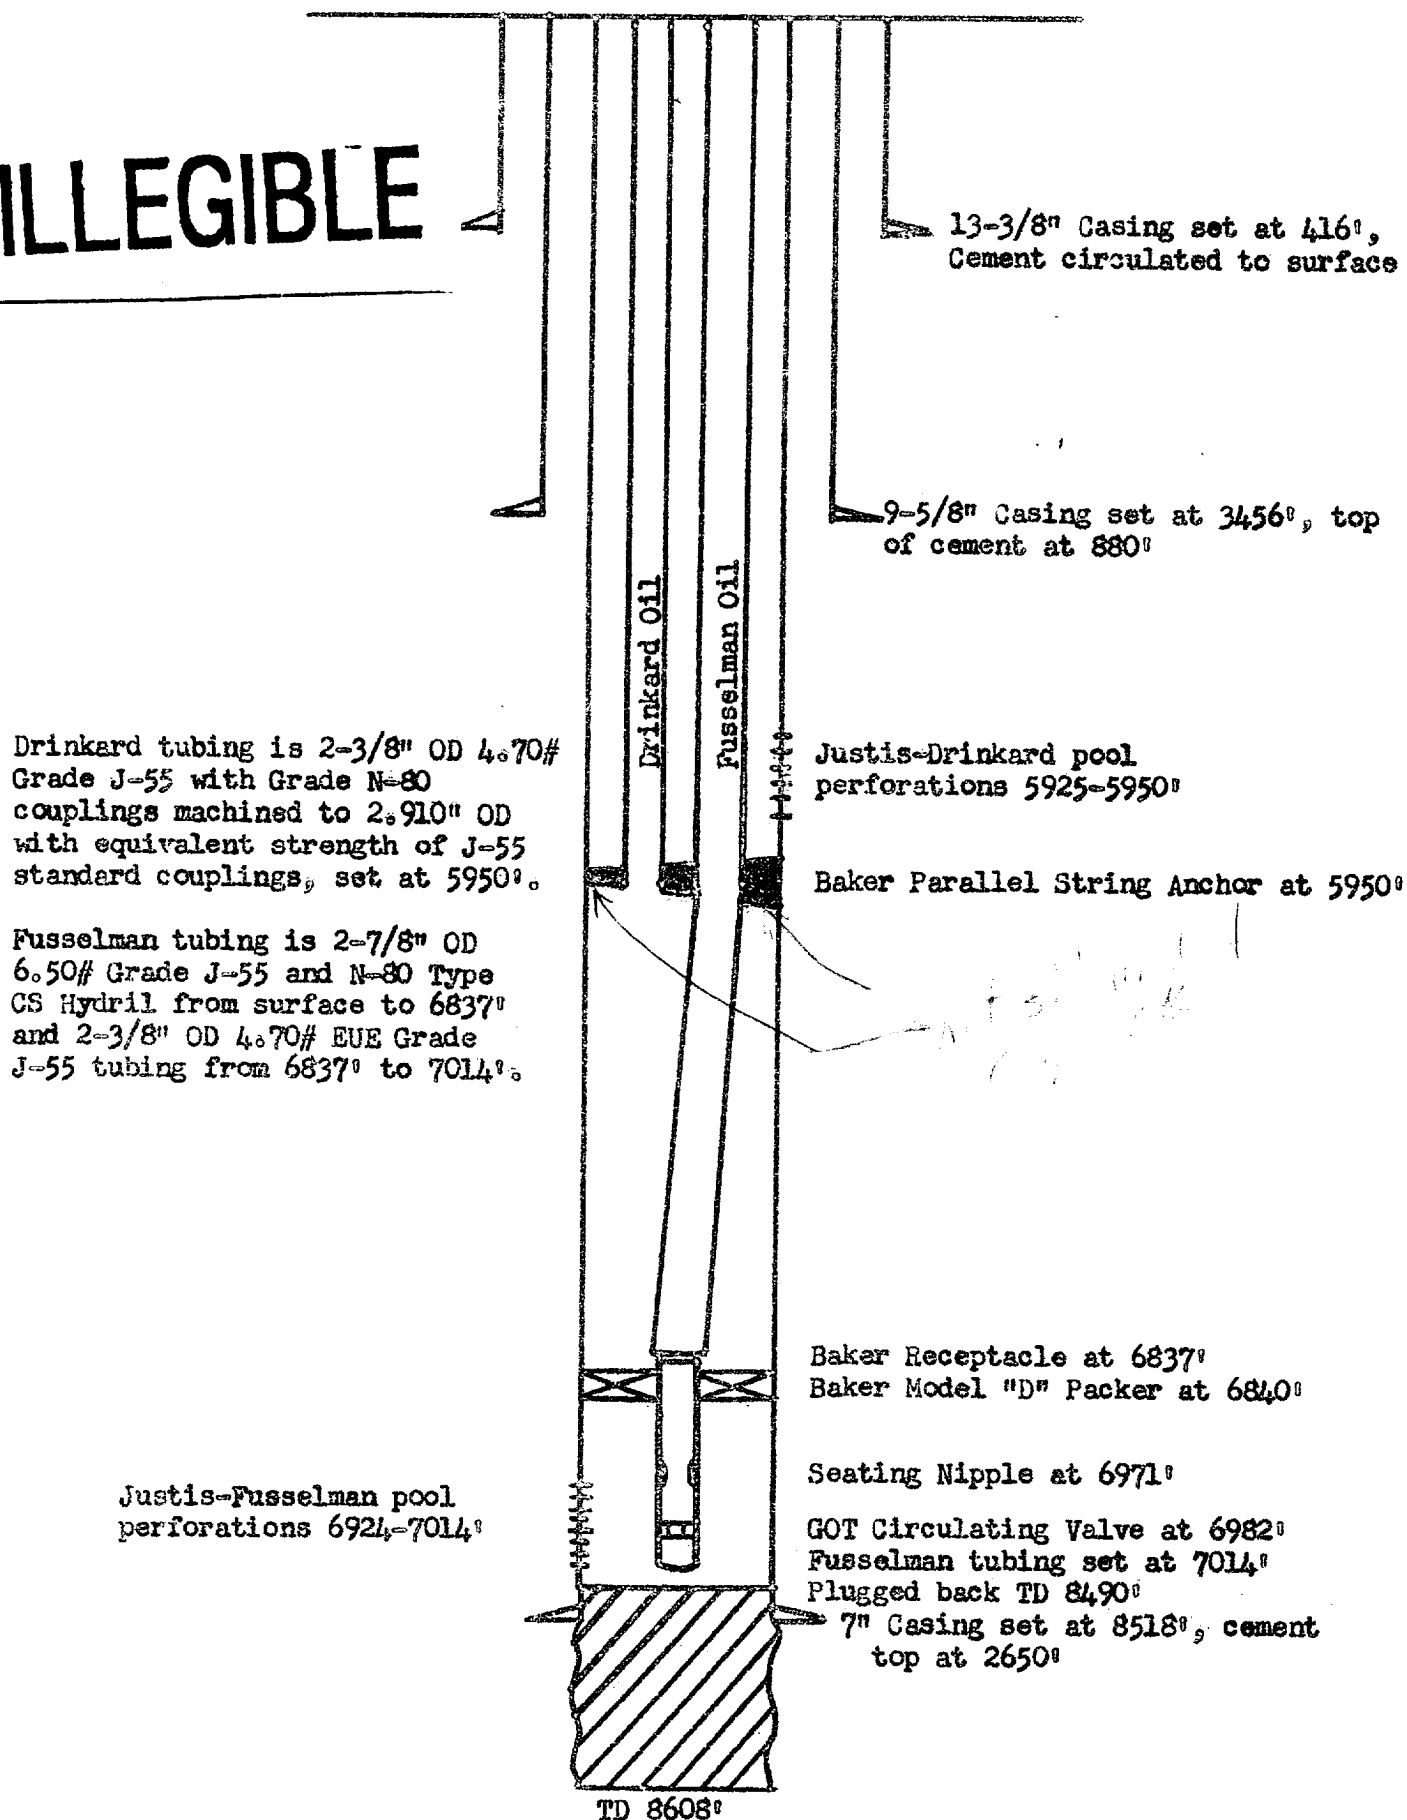 ILLEGIBLE
13-3/8" Casing set at 416',
Cement circulated to surface
9-5/8" Casing set at 3456', top
of cement at 880'
Drinkard Oil
Fusselman Oil
Drinkard tubing is 2-3/8" OD 4.70#
Grade J-55 with Grade N-80
couplings machined to 2.910" OD
with equivalent strength of J-55
standard couplings, set at 5950'.
Justis-Drinkard pool
perforations 5925-5950'
Baker Parallel String Anchor at 5950'
Fusselman tubing is 2-7/8" OD
6.50# Grade J-55 and N-80 Type
CS Hydril from surface to 6837'
and 2-3/8" OD 4.70# EUE Grade
J-55 tubing from 6837' to 7014'.
Baker Receptacle at 6837'
Baker Model "D" Packer at 6840'
Seating Nipple at 6971'
Justis-Fusselman pool
perforations 6924-7014'
GOT Circulating Valve at 6982'
Fusselman tubing set at 7014'
Plugged back TD 8490'
7" Casing set at 8518', cement
top at 2650'
TD 8608'